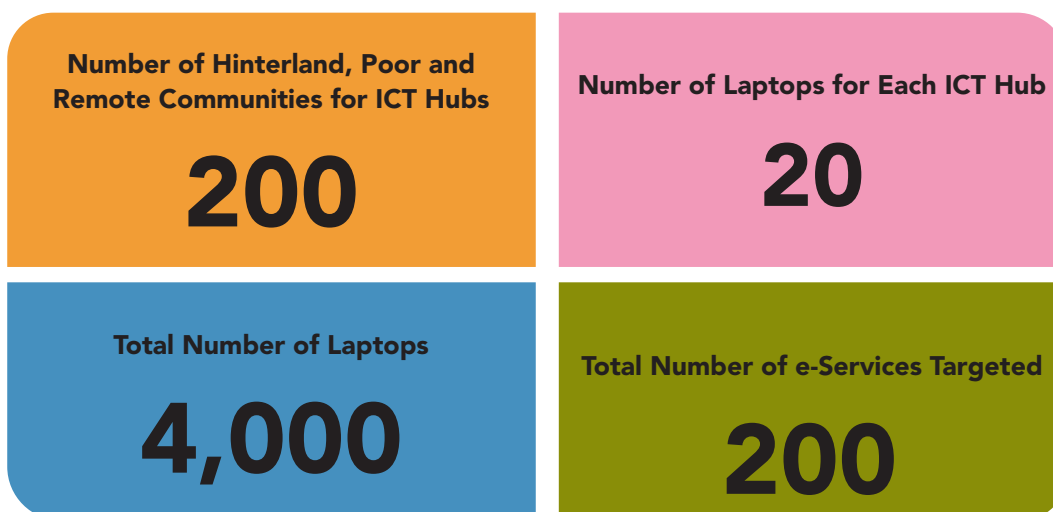 Number of Hinterland, Poor and
Remote Communities for ICT Hubs
200
Number of Laptops for Each ICT Hub
20
Total Number of Laptops
4,000
Total Number of e-Services Targeted
200